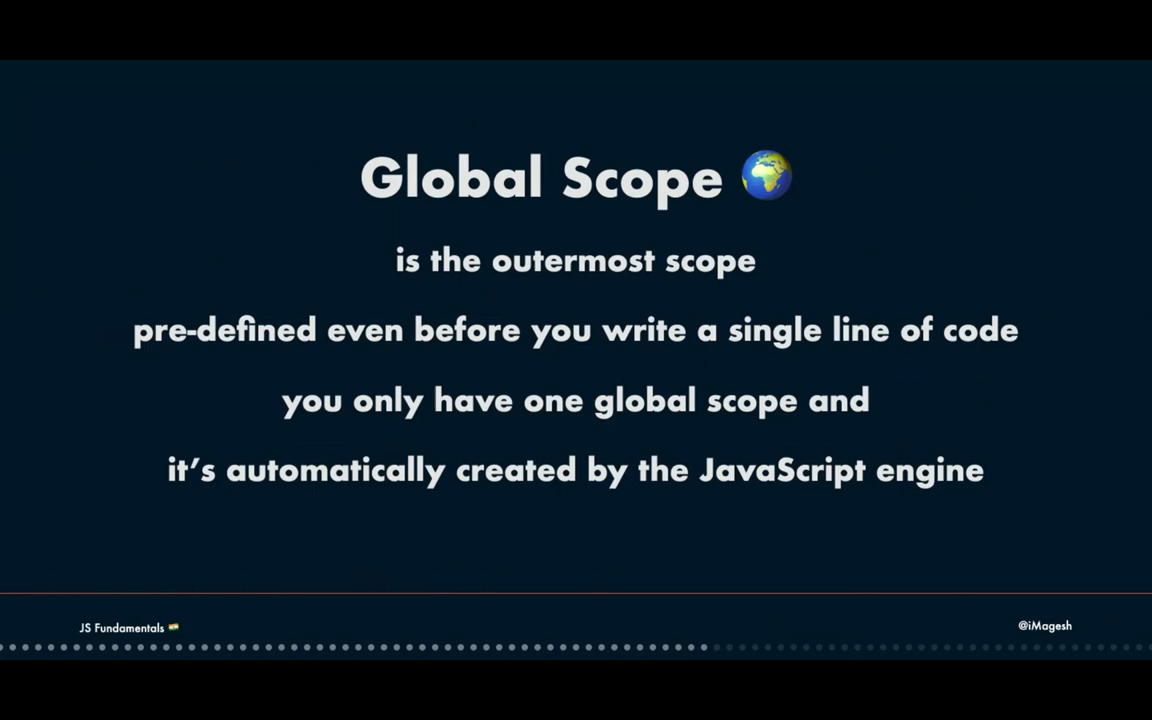 Global Scope 🌍
is the outermost scope
pre-defined even before you write a single line of code
you only have one global scope and
it’s automatically created by the JavaScript engine
JS Fundamentals 🇮🇳
@iMagesh